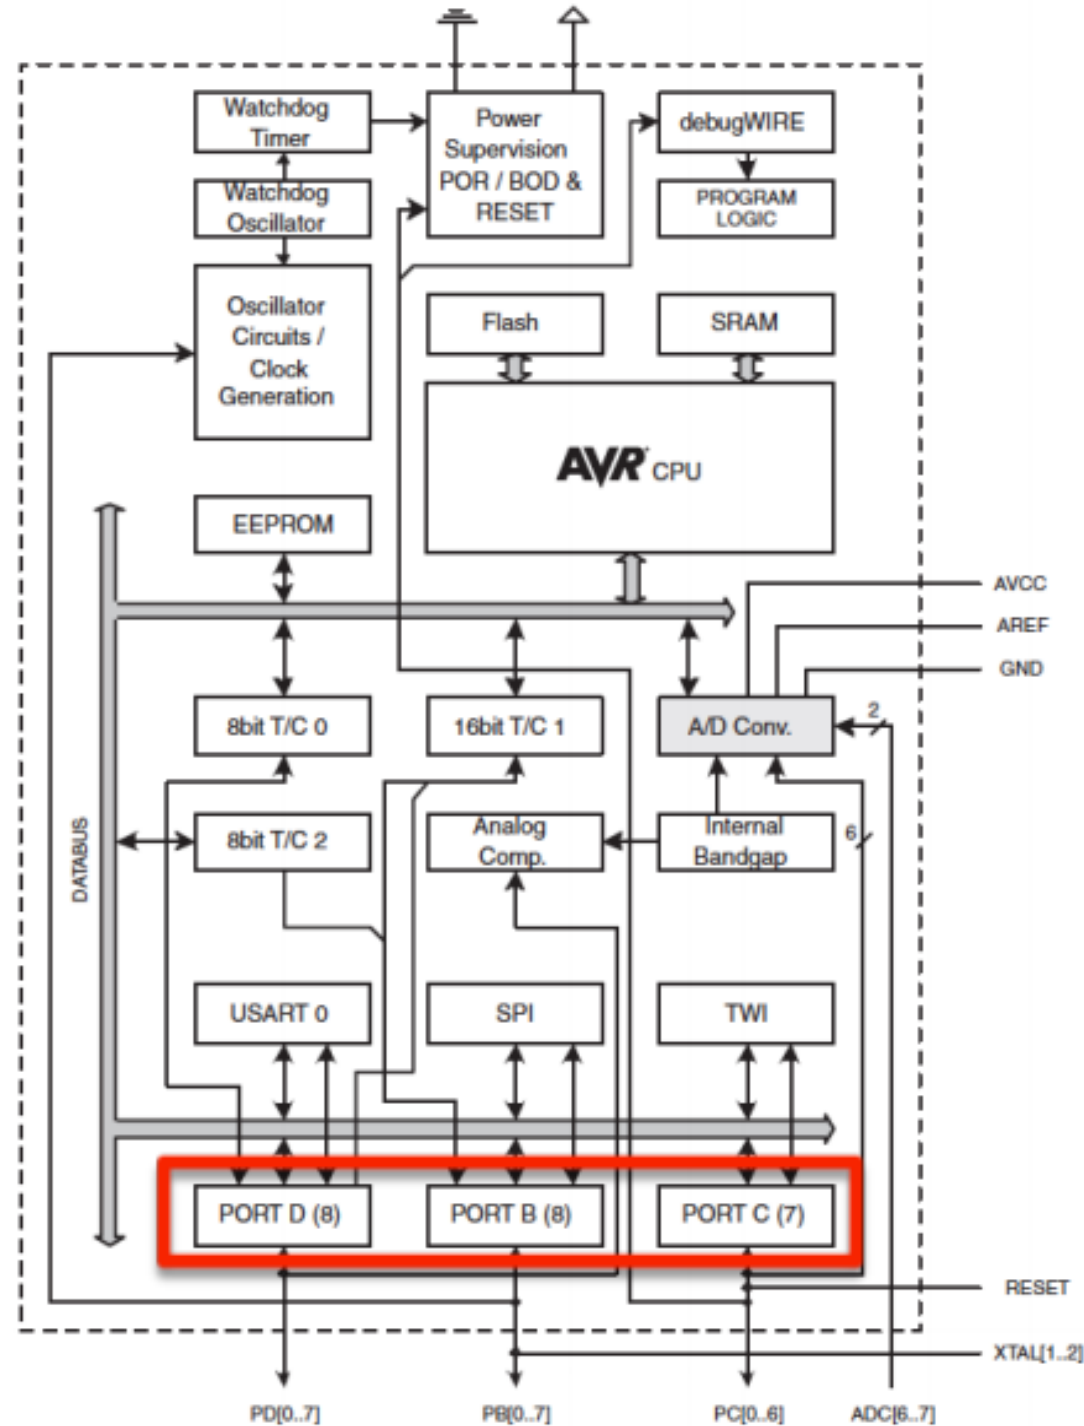 Watchdog
Timer
Power
Supervision
POR / BOD &
RESET
debugWIRE
Watchdog
Oscillator
PROGRAM
LOGIC
Oscillator
Circuits /
Clock
Generation
Flash
SRAM
AVR CPU
EEPROM
AVCC
AREF
GND
8bit T/C 0
16bit T/C 1
A/D Conv.
2
DATABUS
8bit T/C 2
Analog
Comp.
Internal
Bandgap
6
USART 0
SPI
TWI
PORT D (8)
PORT B (8)
PORT C (7)
RESET
XTAL[1..2]
PD[0..7]
PB[0..7]
PC[0..6]
ADC[6..7]